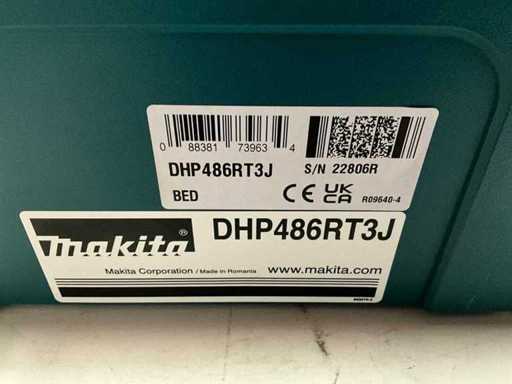 0 88381 73963 4
DHP486RT3J S/N 22806R
BED CE UK CA R09640-4
makita DHP486RT3J
Makita Corporation / Made in Romania www.makita.com